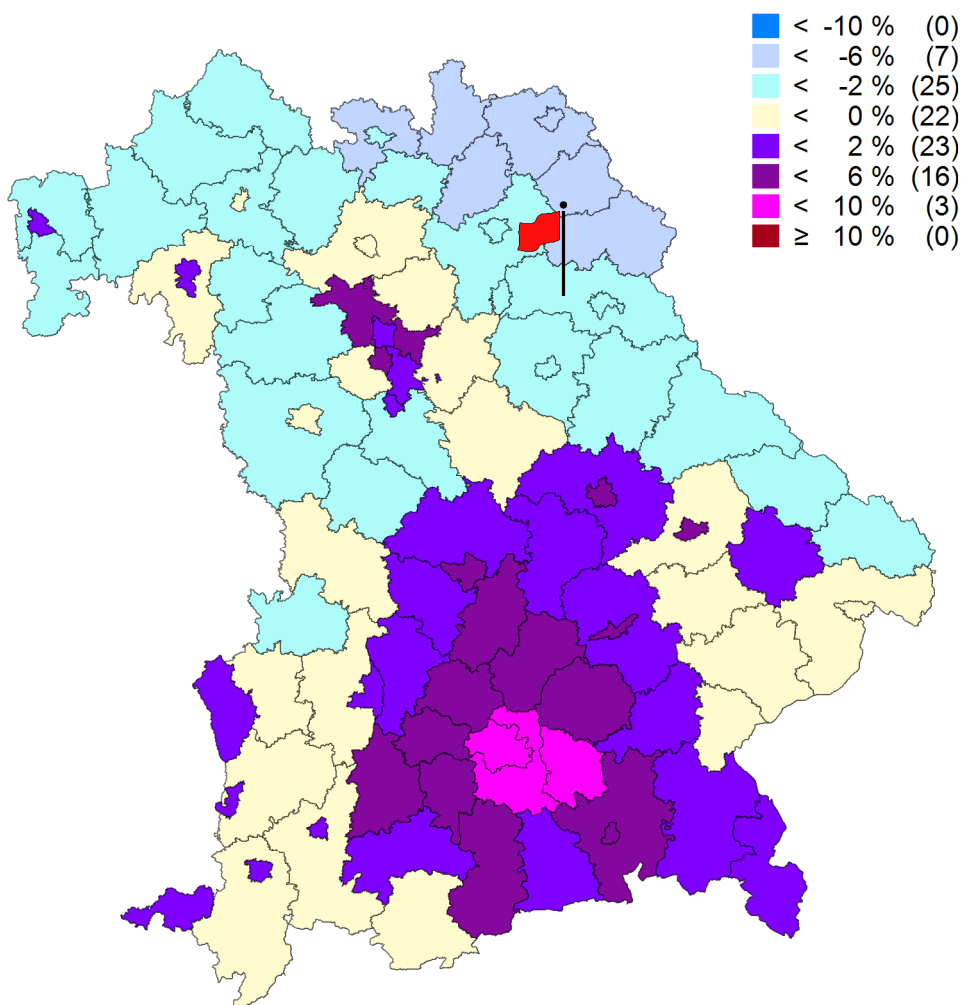 < -10 % (0)
< -6 % (7)
< -2 % (25)
< 0 % (22)
< 2 % (23)
< 6 % (16)
< 10 % (3)
≥ 10 % (0)